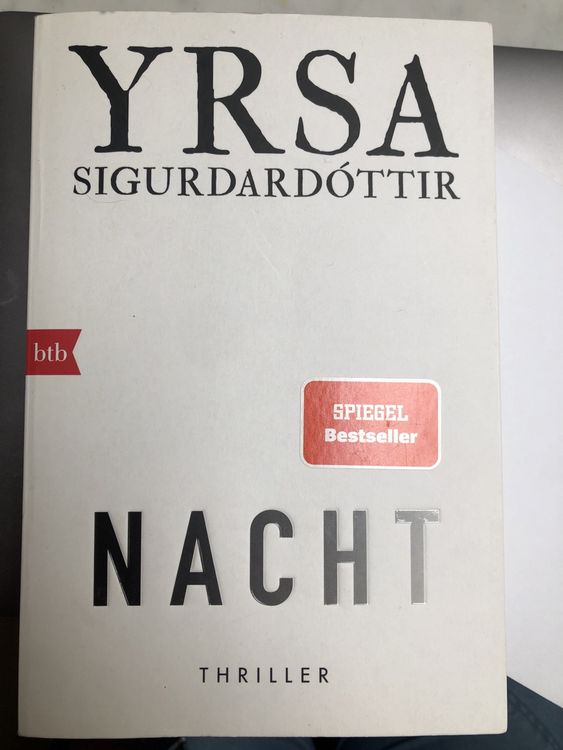 YRSA
SIGURDARDÓTTIR
btb
SPIEGEL
Bestseller
NACHT
THRILLER